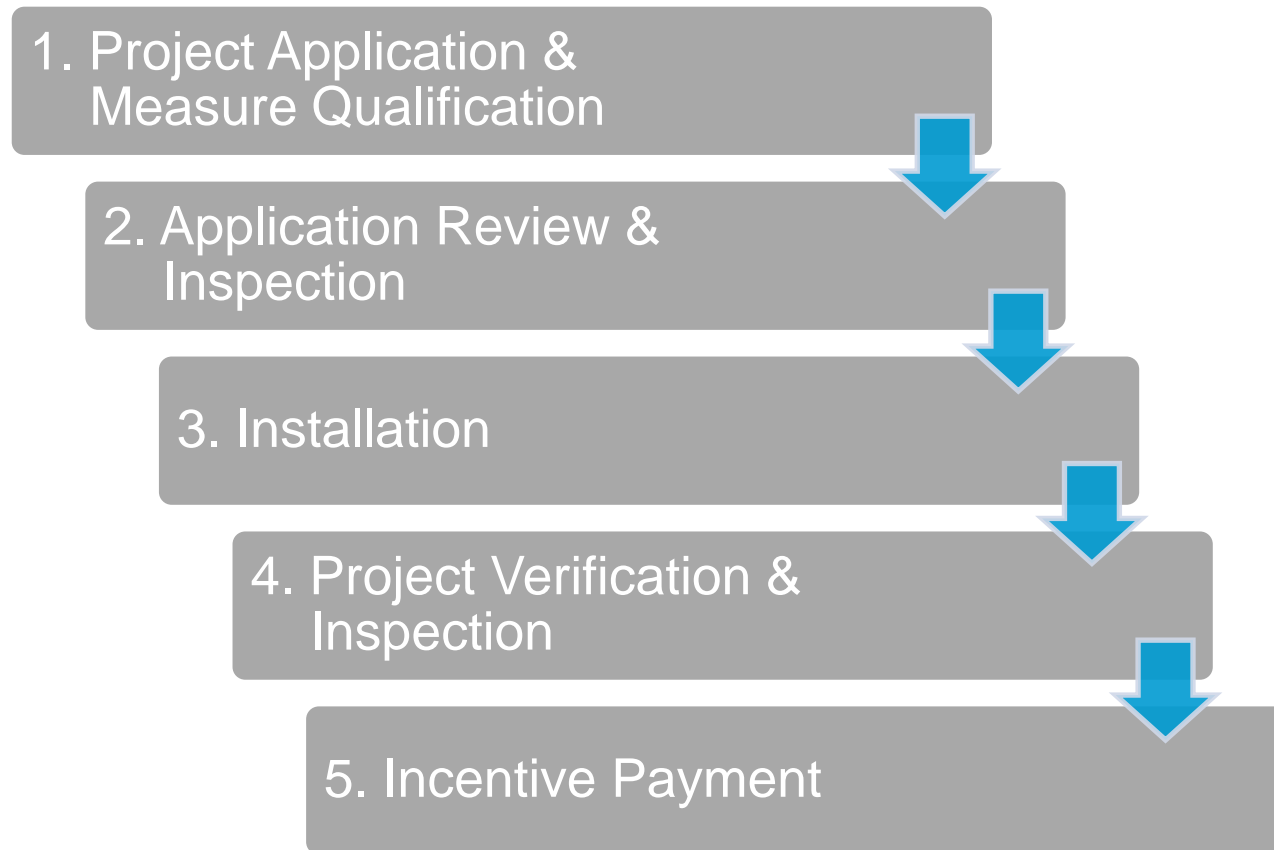 1. Project Application &
Measure Qualification
2. Application Review &
Inspection
3. Installation
4. Project Verification &
Inspection
5. Incentive Payment